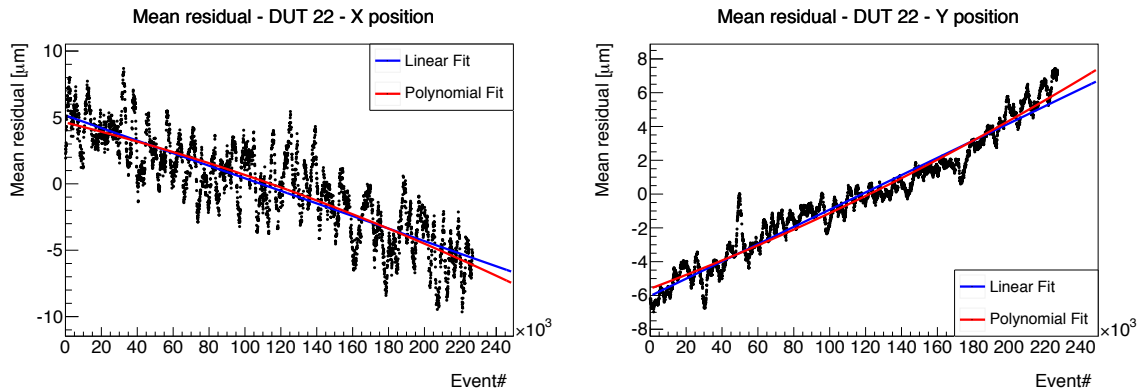 Mean residual - DUT 22 - X position
Mean residual [μm]
10
5
0
-5
-10
Linear Fit
Polynomial Fit
0 20 40 60 80 100 120 140 160 180 200 220 240
×10³
Event#
Mean residual - DUT 22 - Y position
Mean residual [μm]
8
6
4
2
0
-2
-4
-6
-8
Linear Fit
Polynomial Fit
0 20 40 60 80 100 120 140 160 180 200 220 240
×10³
Event#